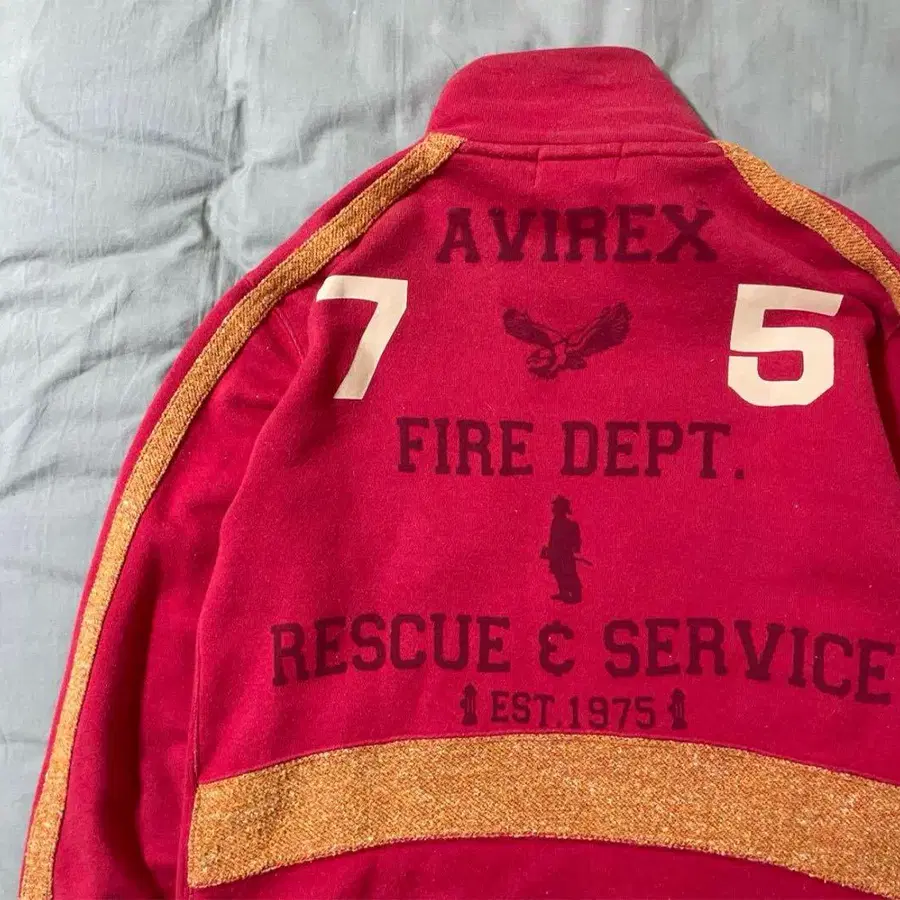 AVIREX
7 5
FIRE DEPT.
RESCUE & SERVICE
EST.1975